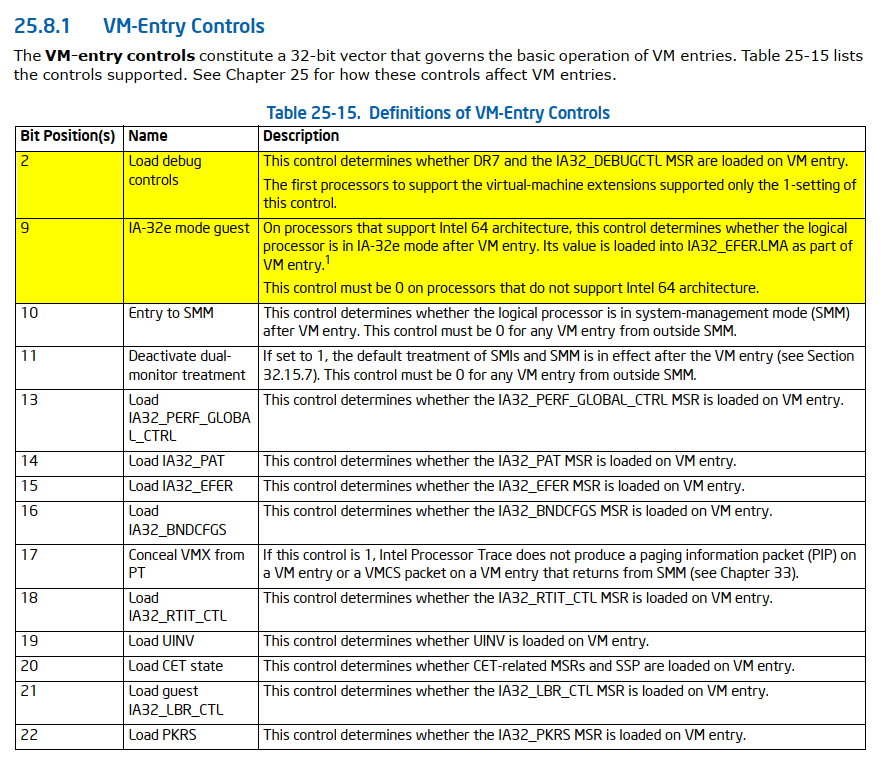 25.8.1 VM-Entry Controls
The VM-entry controls constitute a 32-bit vector that governs the basic operation of VM entries. Table 25-15 lists
the controls supported. See Chapter 25 for how these controls affect VM entries.
Table 25-15. Definitions of VM-Entry Controls
Bit Position(s) Name Description
2 Load debug This control determines whether DR7 and the IA32_DEBUGCTL MSR are loaded on VM entry.
controls
The first processors to support the virtual-machine extensions supported only the 1-setting of
this control.
9 IA-32e mode guest On processors that support Intel 64 architecture, this control determines whether the logical
processor is in IA-32e mode after VM entry. Its value is loaded into IA32_EFER.LMA as part of
VM entry.1
This control must be 0 on processors that do not support Intel 64 architecture.
10 Entry to SMM This control determines whether the logical processor is in system-management mode (SMM)
after VM entry. This control must be 0 for any VM entry from outside SMM.
11 Deactivate dual- If set to 1, the default treatment of SMIs and SMM is in effect after the VM entry (see Section
monitor treatment 32.15.7). This control must be 0 for any VM entry from outside SMM.
13 Load This control determines whether the IA32_PERF_GLOBAL_CTRL MSR is loaded on VM entry.
IA32_PERF_GLOBA
L_CTRL
14 Load IA32_PAT This control determines whether the IA32_PAT MSR is loaded on VM entry.
15 Load IA32_EFER This control determines whether the IA32_EFER MSR is loaded on VM entry.
16 Load This control determines whether the IA32_BNDCFGS MSR is loaded on VM entry.
IA32_BNDCFGS
17 Conceal VMX from If this control is 1, Intel Processor Trace does not produce a paging information packet (PIP) on
PT a VM entry or a VMCS packet on a VM entry that returns from SMM (see Chapter 33).
18 Load This control determines whether the IA32_RTIT_CTL MSR is loaded on VM entry.
IA32_RTIT_CTL
19 Load UINV This control determines whether UINV is loaded on VM entry.
20 Load CET state This control determines whether CET-related MSRs and SSP are loaded on VM entry.
21 Load guest This control determines whether the IA32_LBR_CTL MSR is loaded on VM entry.
IA32_LBR_CTL
22 Load PKRS This control determines whether the IA32_PKRS MSR is loaded on VM entry.